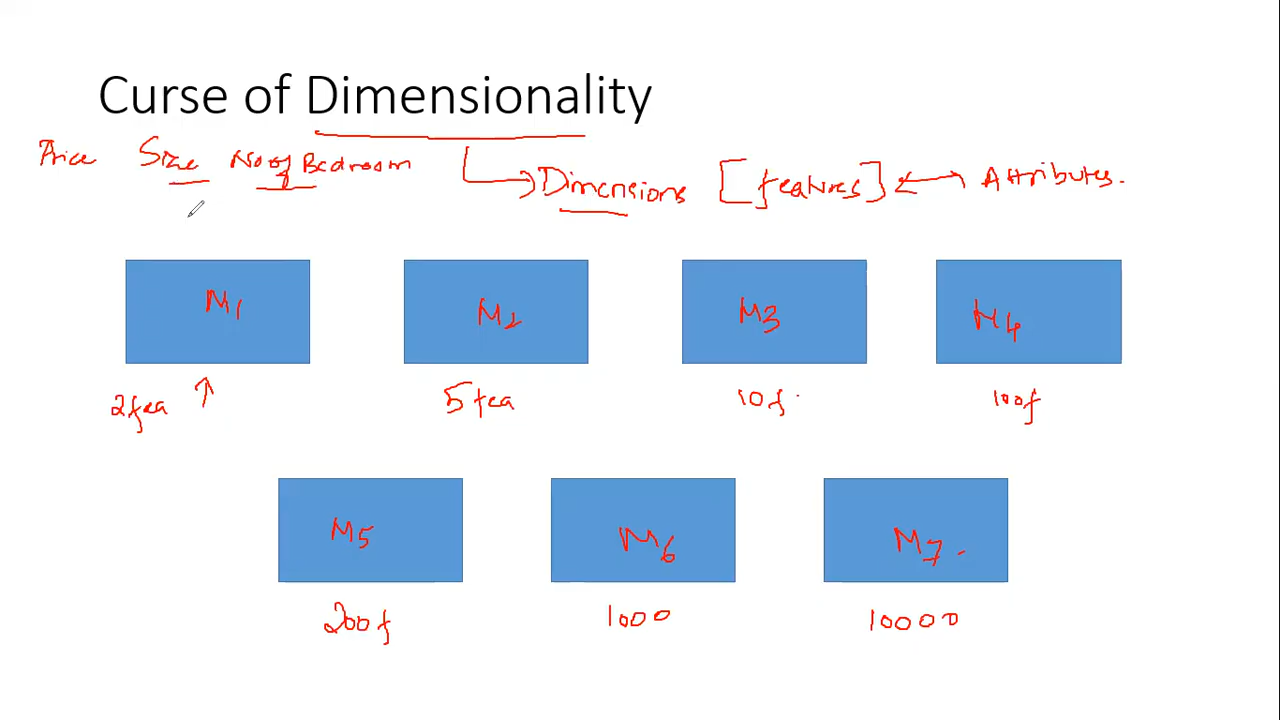 Curse of Dimensionality
Price Size No of Bedroom
Dimensions [features] Attributes.
M1 M2 M3 M4
2fea 5fea 10f. 100f
M5 M6 M7
200f 1000 10000